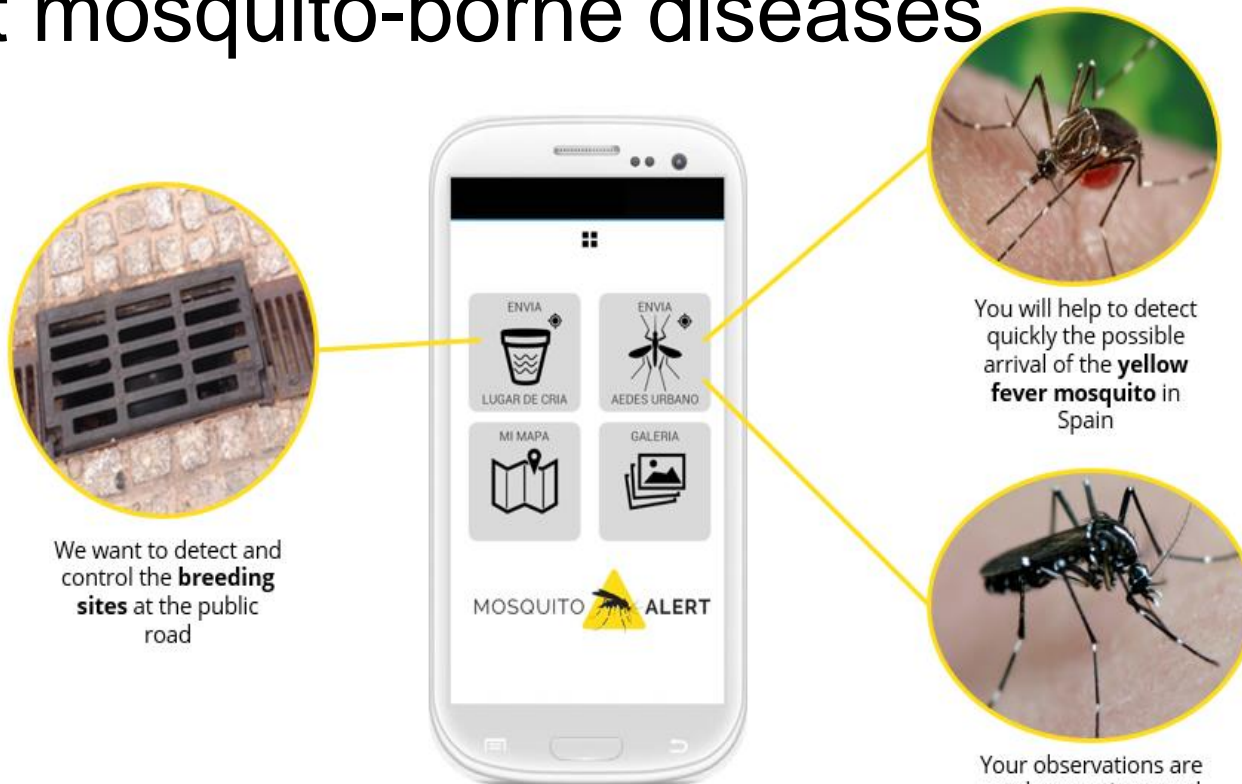 t mosquito-borne diseases
ENVIA
LUGAR DE CRIA
ENVIA
AEDES URBANO
MI MAPA
GALERIA
MOSQUITO ALERT
We want to detect and
control the breeding
sites at the public
road
You will help to detect
quickly the possible
arrival of the yellow
fever mosquito in
Spain
Your observations are